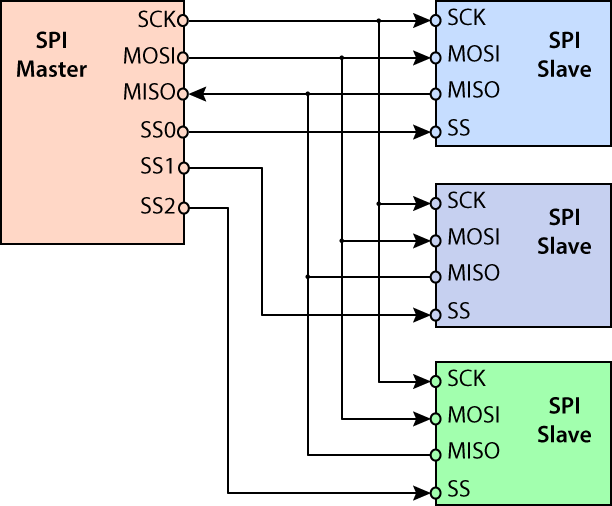 SPI
Master
SCK
MOSI
MISO
SS0
SS1
SS2
SCK
MOSI
MISO
SS
SPI
Slave
SCK
MOSI
MISO
SS
SPI
Slave
SCK
MOSI
MISO
SS
SPI
Slave